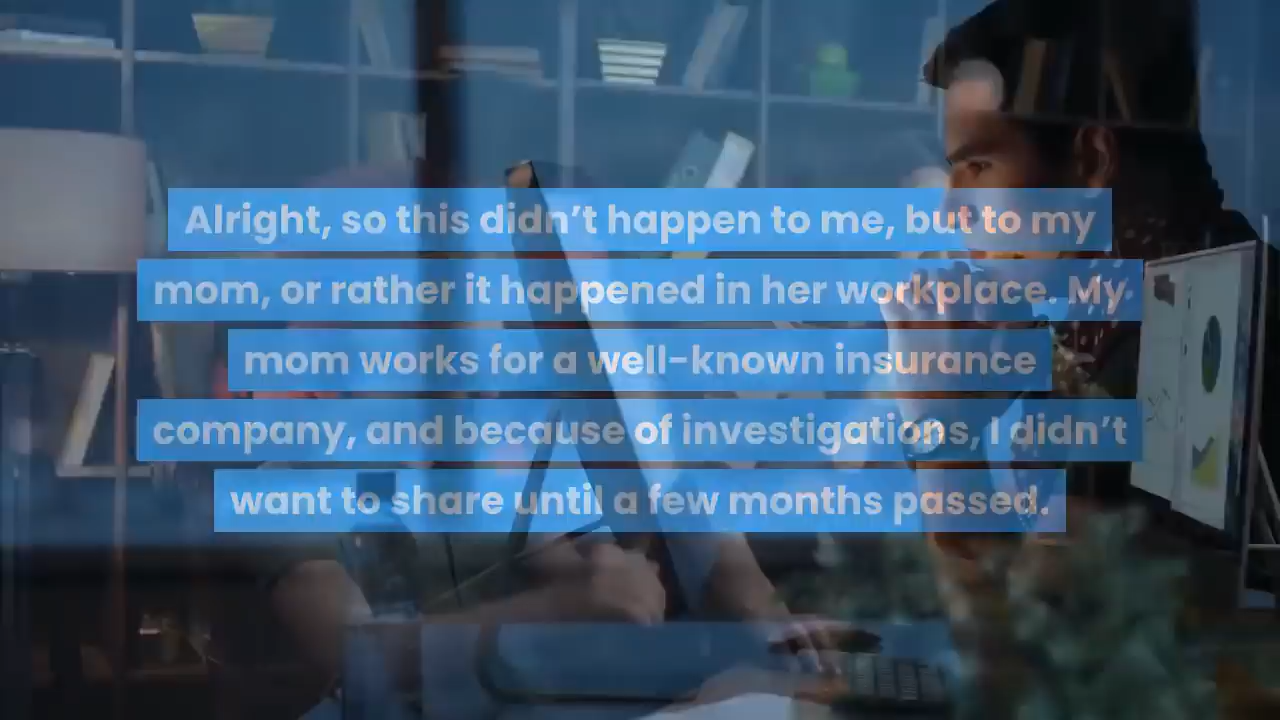 Alright, so this didn’t happen to me, but to my
mom, or rather it happened in her workplace. My
mom works for a well-known insurance
company, and because of investigations, I didn’t
want to share until a few months passed.